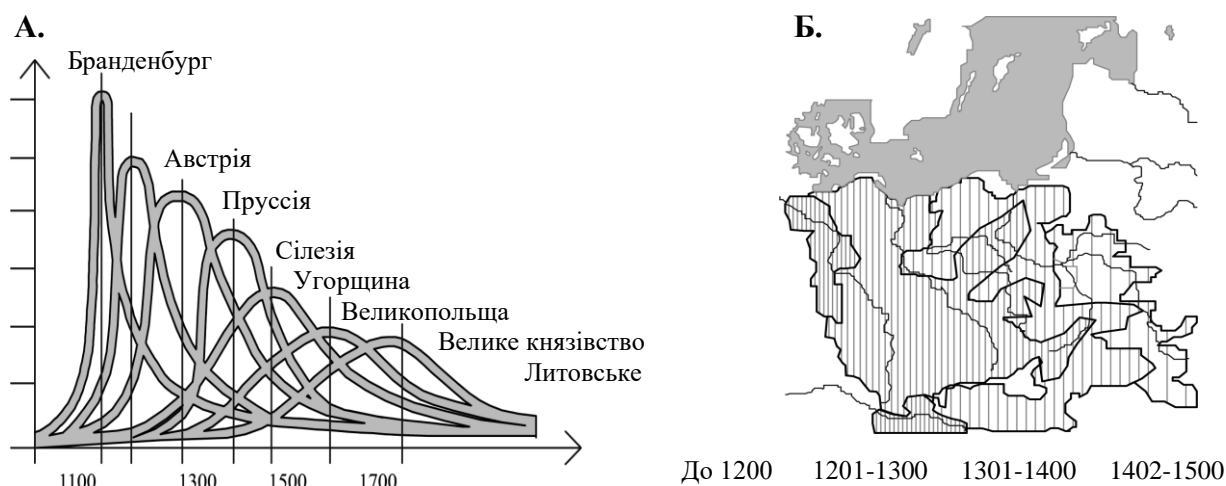 А.
Бранденбург
Австрія
Пруссія
Сілезія
Угорщина
Великопольща
Велике князівство
Литовське
1100 1300 1500 1700
Б.
До 1200 1201-1300 1301-1400 1402-1500